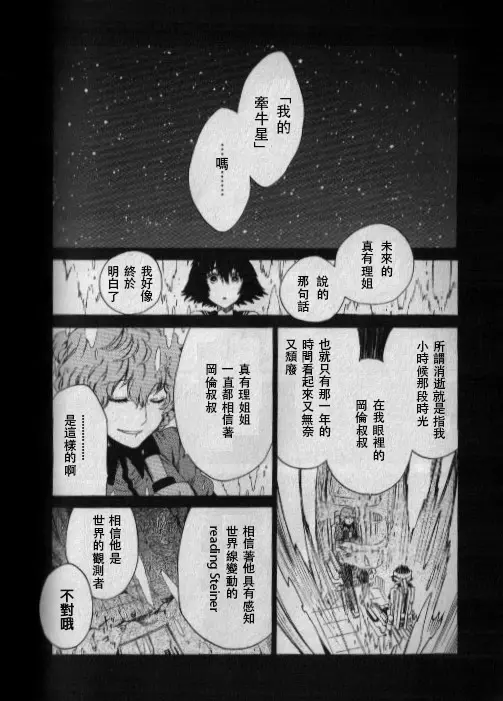 「我的
牽牛星」
……嗎………
未來的
真有理姐
說的
那句話
我好像
終於
明白了
所謂消逝就是指我
小時候那段時光
在我眼裡的
岡倫叔叔
也就只有那一年的
時間看起來又無奈
又頹廢
真有理姐姐
一直都相信著
岡倫叔叔
……………
是這樣的啊
相信著他具有感知
世界線變動的
reading Steiner
相信他是
世界的觀測者
不對哦